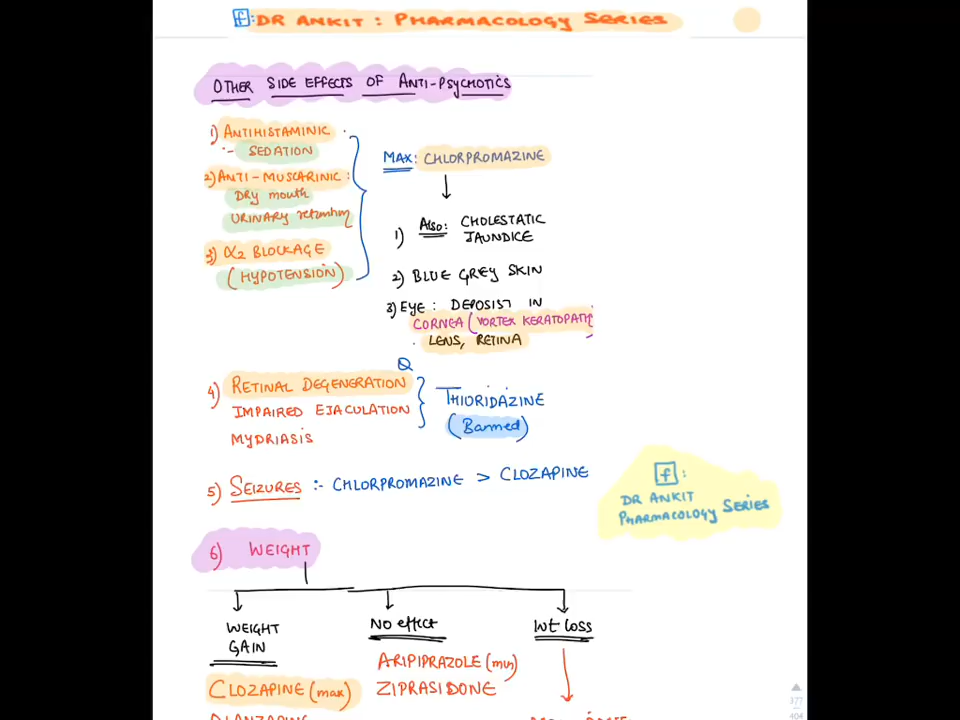 f: DR ANKIT: PHARMACOLOGY SERIES
OTHER SIDE EFFECTS OF ANTI-PSYCHOTICS
1) ANTIHISTAMINIC
:- SEDATION
2) ANTI-MUSCARINIC:
DRY mouth
URINARY retention
3) α2 BLOCKAGE
(HYPOTENSION)
MAX: CHLORPROMAZINE
1) ALSO: CHOLESTATIC
JAUNDICE
2) BLUE GREY SKIN
3) EYE: DEPOSIST IN
CORNEA (VORTEX KERATOPATH
LENS, RETINA
Q
4) RETINAL DEGENERATION
IMPAIRED EJACULATION
MYDRIASIS
THIORIDAZINE
(Banned)
5) SEIZURES :- CHLORPROMAZINE > CLOZAPINE
f:
DR ANKIT
PHARMACOLOGY SERIES
6) WEIGHT
WEIGHT
GAIN
NO effect
Wt loss
CLOZAPINE (max)
ARIPIPRAZOLE (min)
ZIPRASIDONE
377
404